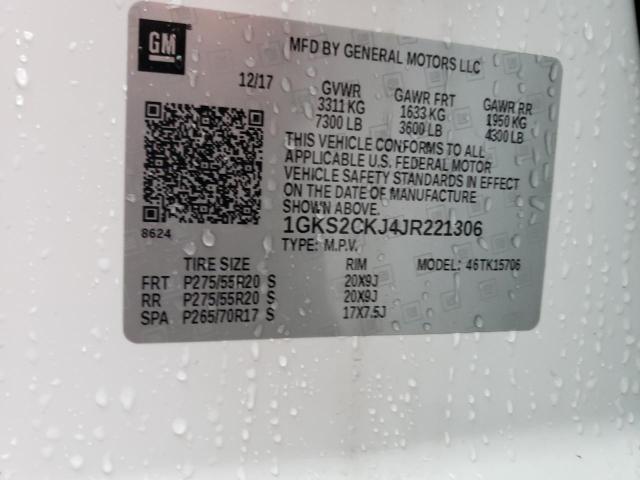 GM
MFD BY GENERAL MOTORS LLC
12/17
GVWR GAWR FRT GAWR RR
3311 KG 1633 KG 1950 KG
7300 LB 3600 LB 4300 LB
THIS VEHICLE CONFORMS TO ALL
APPLICABLE U.S. FEDERAL MOTOR
VEHICLE SAFETY STANDARDS IN EFFECT
ON THE DATE OF MANUFACTURE
SHOWN ABOVE.
8624
1GKS2CKJ4JR221306
TYPE: M.P.V.
TIRE SIZE RIM MODEL: 46TK15706
FRT P275/55R20 S 20X9J
RR P275/55R20 S 20X9J
SPA P265/70R17 S 17X7.5J